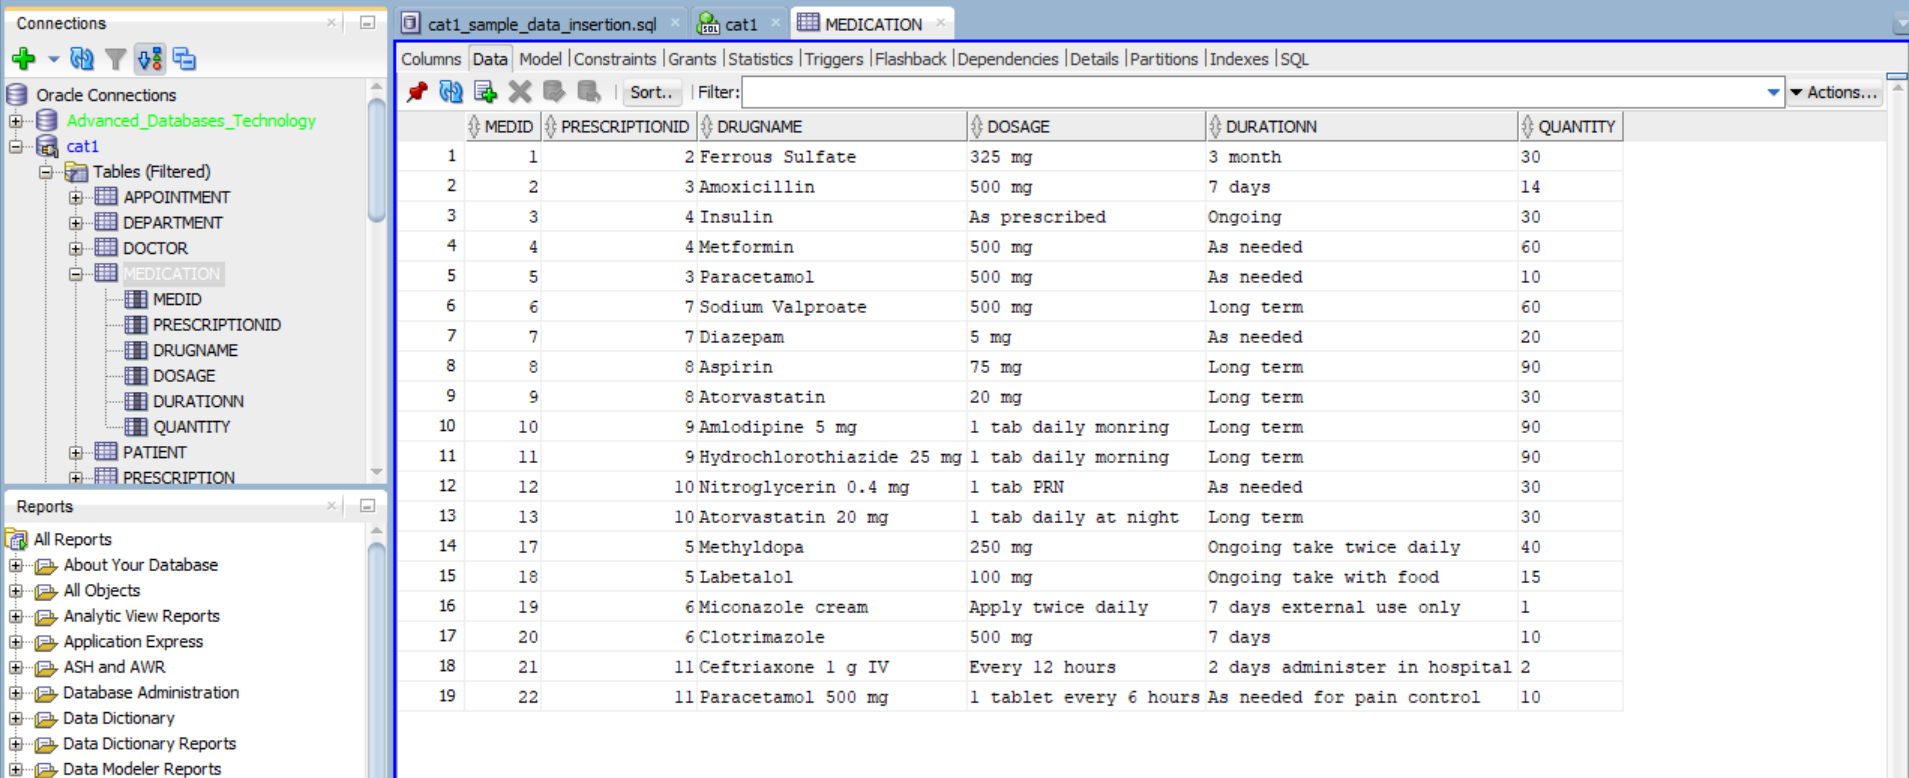 Connections
Oracle Connections
Advanced_Databases_Technology
cat1
Tables (Filtered)
APPOINTMENT
DEPARTMENT
DOCTOR
MEDICATION
MEDID
PRESCRIPTIONID
DRUGNAME
DOSAGE
DURATIONN
QUANTITY
PATIENT
PRESCRIPTION
Reports
All Reports
About Your Database
All Objects
Analytic View Reports
Application Express
ASH and AWR
Database Administration
Data Dictionary
Data Dictionary Reports
Data Modeler Reports
cat1_sample_data_insertion.sql SQL cat1 MEDICATION
Columns Data Model Constraints Grants Statistics Triggers Flashback Dependencies Details Partitions Indexes SQL
Sort.. Filter: Actions...
MEDID PRESCRIPTIONID DRUGNAME DOSAGE DURATIONN QUANTITY
1 1 2 Ferrous Sulfate 325 mg 3 month 30
2 2 3 Amoxicillin 500 mg 7 days 14
3 3 4 Insulin As prescribed Ongoing 30
4 4 4 Metformin 500 mg As needed 60
5 5 3 Paracetamol 500 mg As needed 10
6 6 7 Sodium Valproate 500 mg long term 60
7 7 7 Diazepam 5 mg As needed 20
8 8 8 Aspirin 75 mg Long term 90
9 9 8 Atorvastatin 20 mg Long term 30
10 10 9 Amlodipine 5 mg 1 tab daily monring Long term 90
11 11 9 Hydrochlorothiazide 25 mg 1 tab daily morning Long term 90
12 12 10 Nitroglycerin 0.4 mg 1 tab PRN As needed 30
13 13 10 Atorvastatin 20 mg 1 tab daily at night Long term 30
14 17 5 Methyldopa 250 mg Ongoing take twice daily 40
15 18 5 Labetalol 100 mg Ongoing take with food 15
16 19 6 Miconazole cream Apply twice daily 7 days external use only 1
17 20 6 Clotrimazole 500 mg 7 days 10
18 21 11 Ceftriaxone 1 g IV Every 12 hours 2 days administer in hospital 2
19 22 11 Paracetamol 500 mg 1 tablet every 6 hours As needed for pain control 10